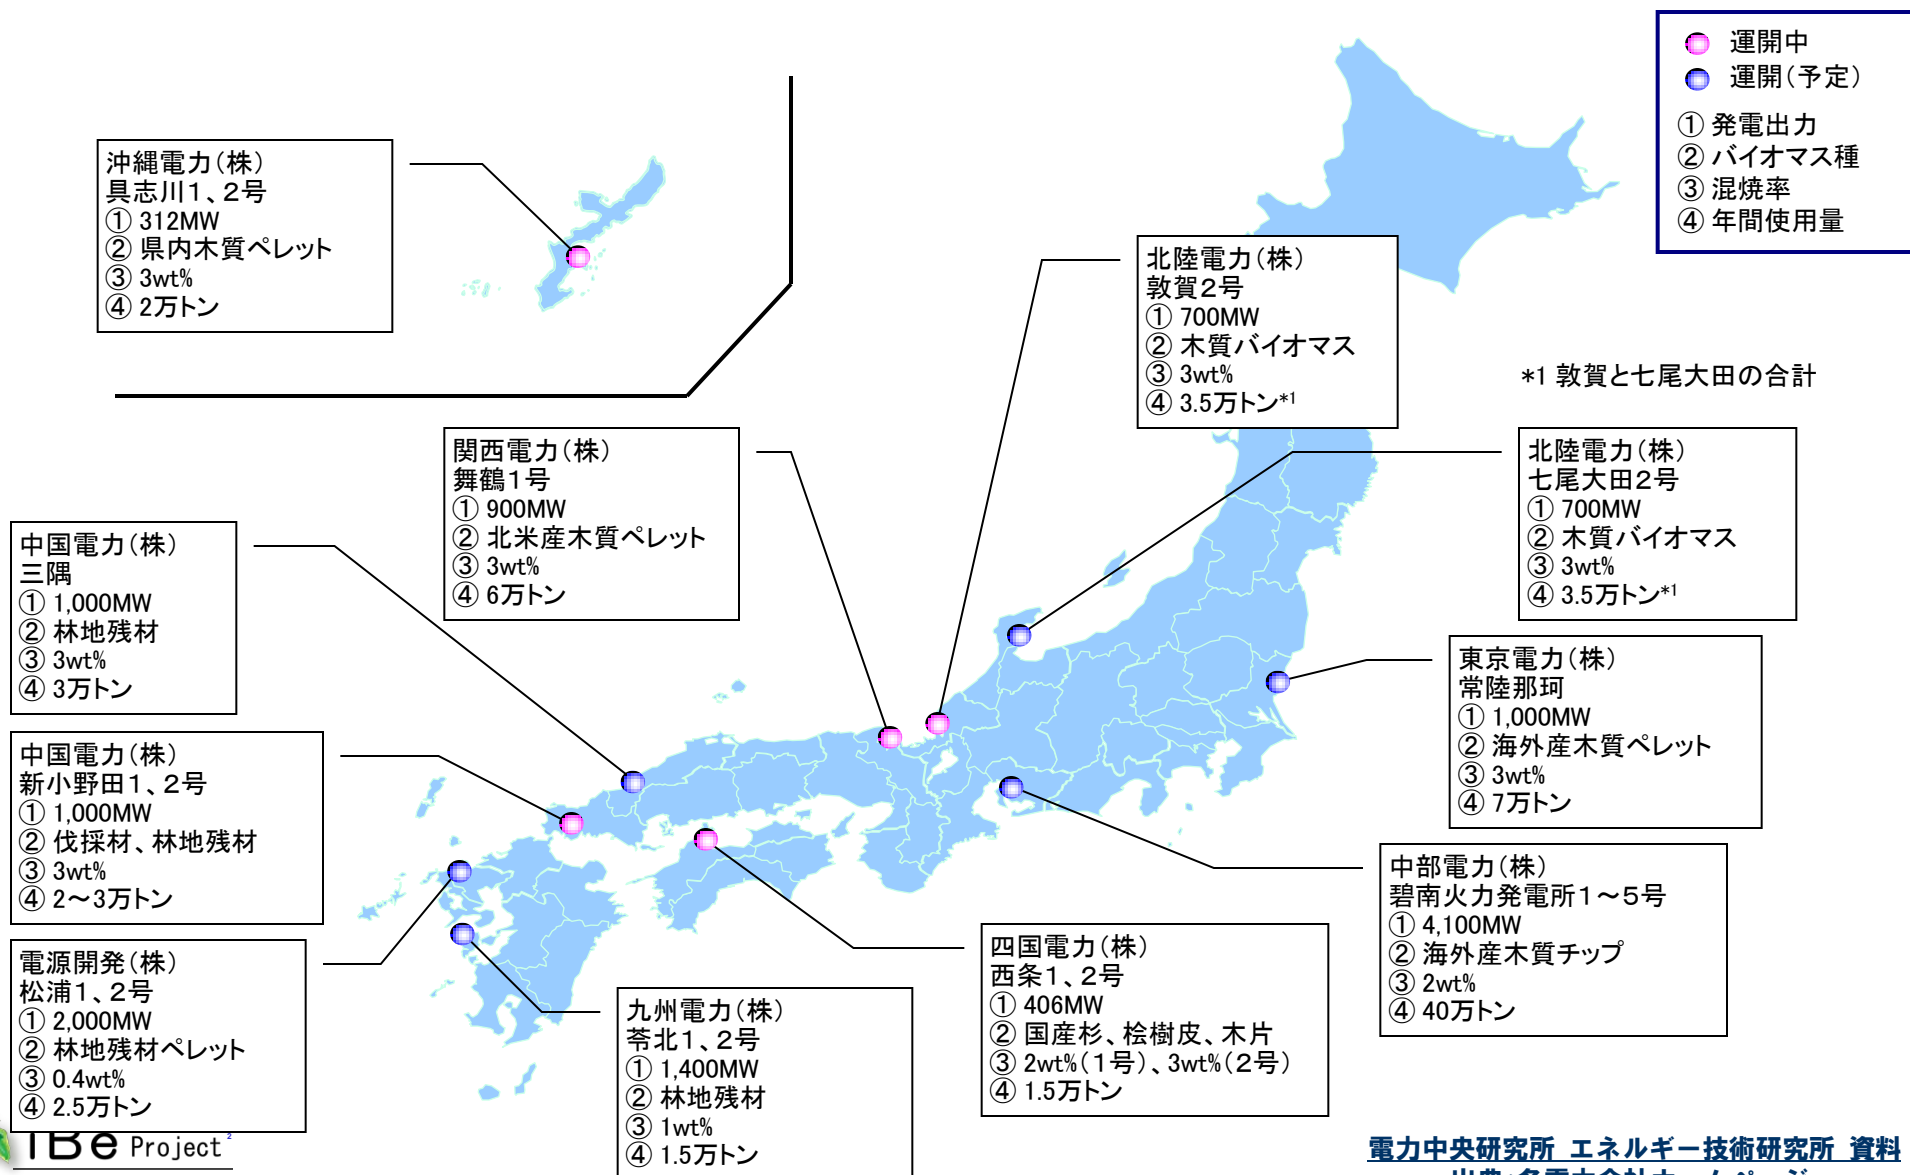 運開中
運開(予定)
① 発電出力
② バイオマス種
③ 混焼率
④ 年間使用量
沖縄電力(株)
具志川1、2号
① 312MW
② 県内木質ペレット
③ 3wt%
④ 2万トン
北陸電力(株)
敦賀2号
① 700MW
② 木質バイオマス
③ 3wt%
④ 3.5万トン*1
*1 敦賀と七尾大田の合計
関西電力(株)
舞鶴1号
① 900MW
② 北米産木質ペレット
③ 3wt%
④ 6万トン
北陸電力(株)
七尾大田2号
① 700MW
② 木質バイオマス
③ 3wt%
④ 3.5万トン*1
中国電力(株)
三隅
① 1,000MW
② 林地残材
③ 3wt%
④ 3万トン
東京電力(株)
常陸那珂
① 1,000MW
② 海外産木質ペレット
③ 3wt%
④ 7万トン
中国電力(株)
新小野田1、2号
① 1,000MW
② 伐採材、林地残材
③ 3wt%
④ 2~3万トン
中部電力(株)
碧南火力発電所1~5号
① 4,100MW
② 海外産木質チップ
③ 2wt%
④ 40万トン
電源開発(株)
松浦1、2号
① 2,000MW
② 林地残材ペレット
③ 0.4wt%
④ 2.5万トン
四国電力(株)
西条1、2号
① 406MW
② 国産杉、桧樹皮、木片
③ 2wt%(1号)、3wt%(2号)
④ 1.5万トン
九州電力(株)
苓北1、2号
① 1,400MW
② 林地残材
③ 1wt%
④ 1.5万トン
iBe Project 2
電力中央研究所 エネルギー技術研究所 資料
出典:各電力会社ホームページ